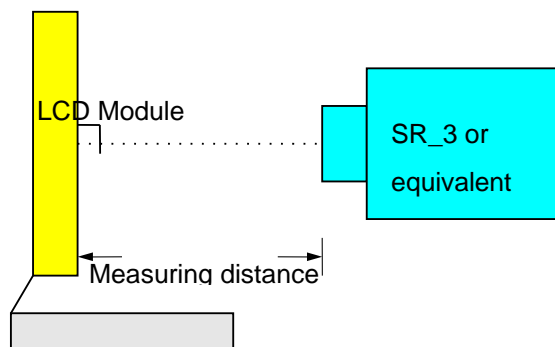 LCD Module
SR_3 or
equivalent
Measuring distance